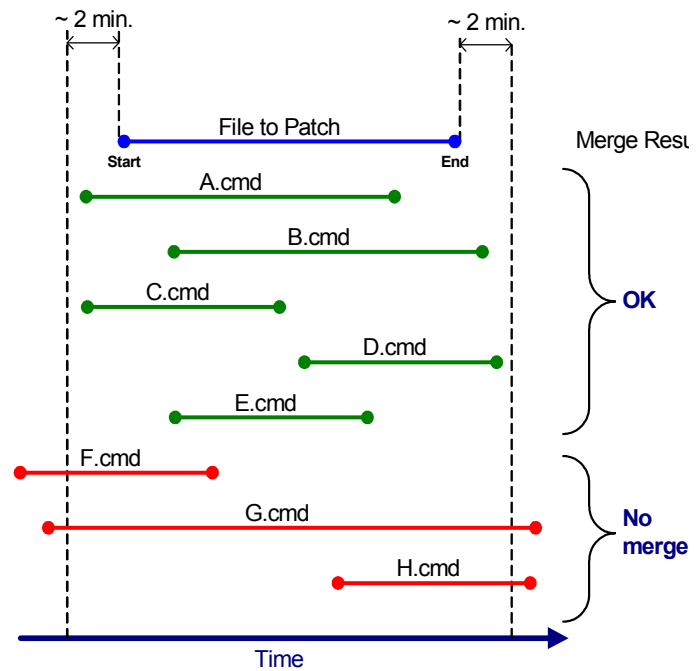 ~ 2 min.
~ 2 min.
File to Patch
Start
End
Merge Resu
A.cmd
B.cmd
C.cmd
OK
D.cmd
E.cmd
F.cmd
G.cmd
No
merge
H.cmd
Time